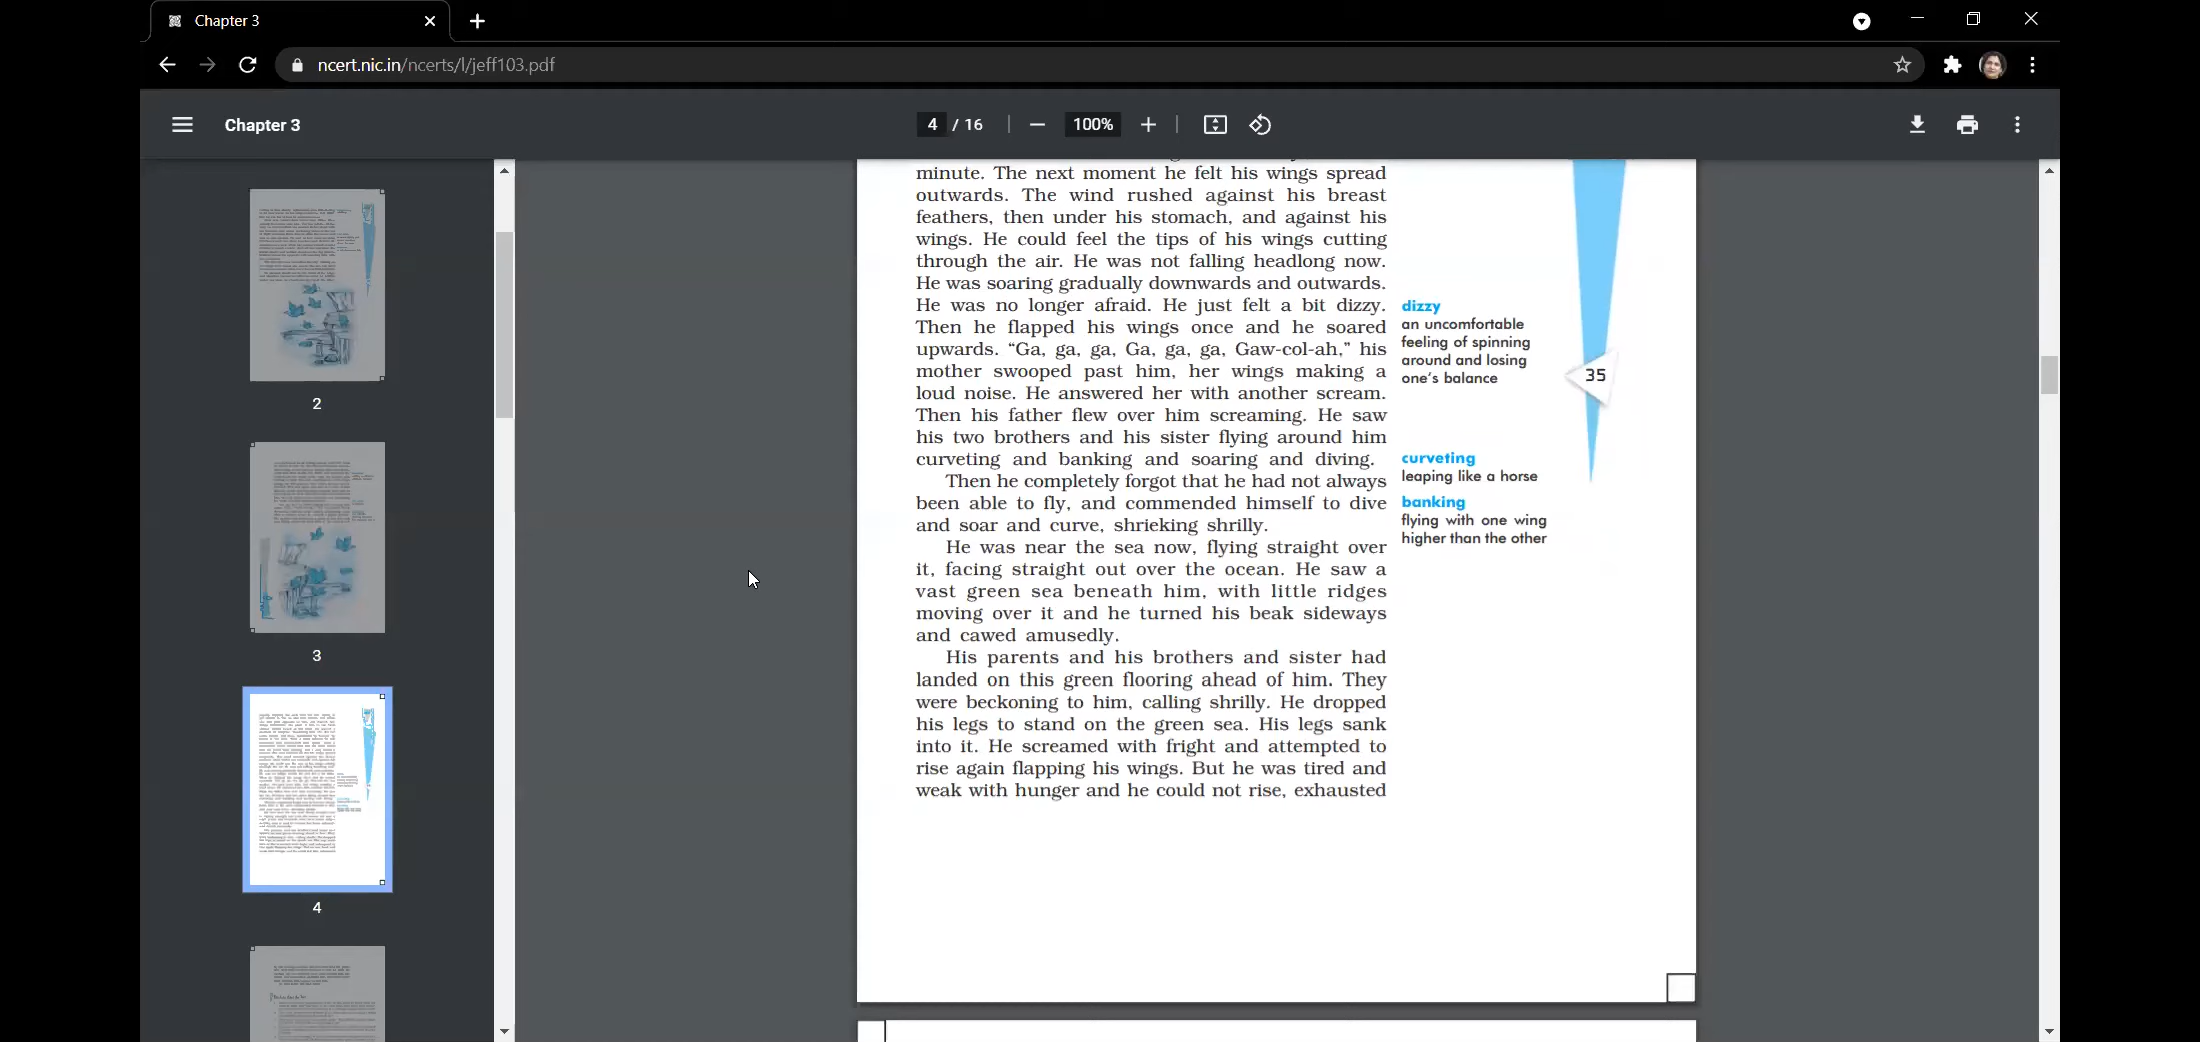 Chapter 3
ncert.nic.in/ncerts/l/jeff103.pdf
Chapter 3
4 / 16
100%
minute. The next moment he felt his wings spread
outwards. The wind rushed against his breast
feathers, then under his stomach, and against his
wings. He could feel the tips of his wings cutting
through the air. He was not falling headlong now.
He was soaring gradually downwards and outwards.
He was no longer afraid. He just felt a bit dizzy.
Then he flapped his wings once and he soared
upwards. “Ga, ga, ga, Ga, ga, ga, Gaw-col-ah,” his
mother swooped past him, her wings making a
loud noise. He answered her with another scream.
Then his father flew over him screaming. He saw
his two brothers and his sister flying around him
curveting and banking and soaring and diving.
Then he completely forgot that he had not always
been able to fly, and commended himself to dive
and soar and curve, shrieking shrilly.
He was near the sea now, flying straight over
it, facing straight out over the ocean. He saw a
vast green sea beneath him, with little ridges
moving over it and he turned his beak sideways
and cawed amusedly.
His parents and his brothers and sister had
landed on this green flooring ahead of him. They
were beckoning to him, calling shrilly. He dropped
his legs to stand on the green sea. His legs sank
into it. He screamed with fright and attempted to
rise again flapping his wings. But he was tired and
weak with hunger and he could not rise, exhausted
dizzy
an uncomfortable
feeling of spinning
around and losing
one’s balance
35
curveting
leaping like a horse
banking
flying with one wing
higher than the other
2
3
4